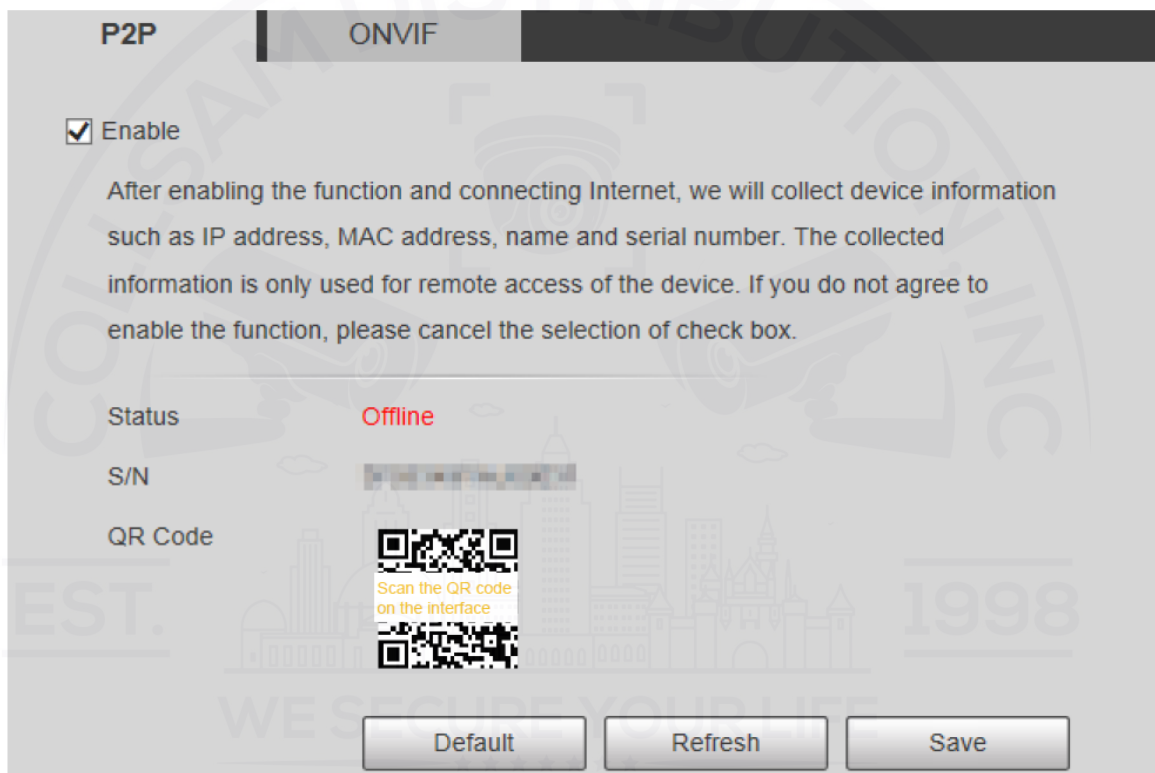 P2P ONVIF
Enable
After enabling the function and connecting Internet, we will collect device information
such as IP address, MAC address, name and serial number. The collected
information is only used for remote access of the device. If you do not agree to
enable the function, please cancel the selection of check box.
Status Offline
S/N
QR Code
Scan the QR code
on the interface
Default Refresh Save
COLLSAM DISTRIBUTION, INC
EST. 1998
WE SECURE YOUR LIFE